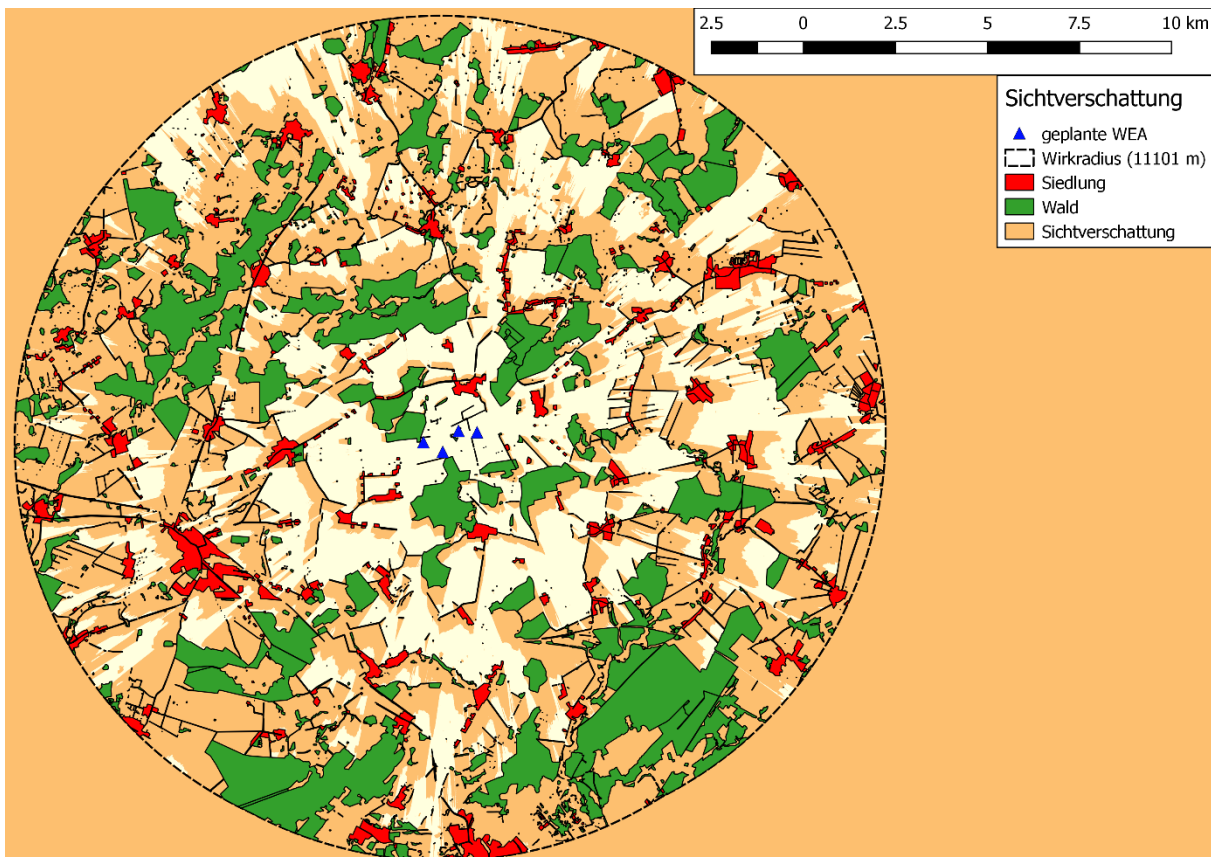 2.5 0 2.5 5 7.5 10 km
Sichtverschattung
geplante WEA
Wirkradius (11101 m)
Siedlung
Wald
Sichtverschattung